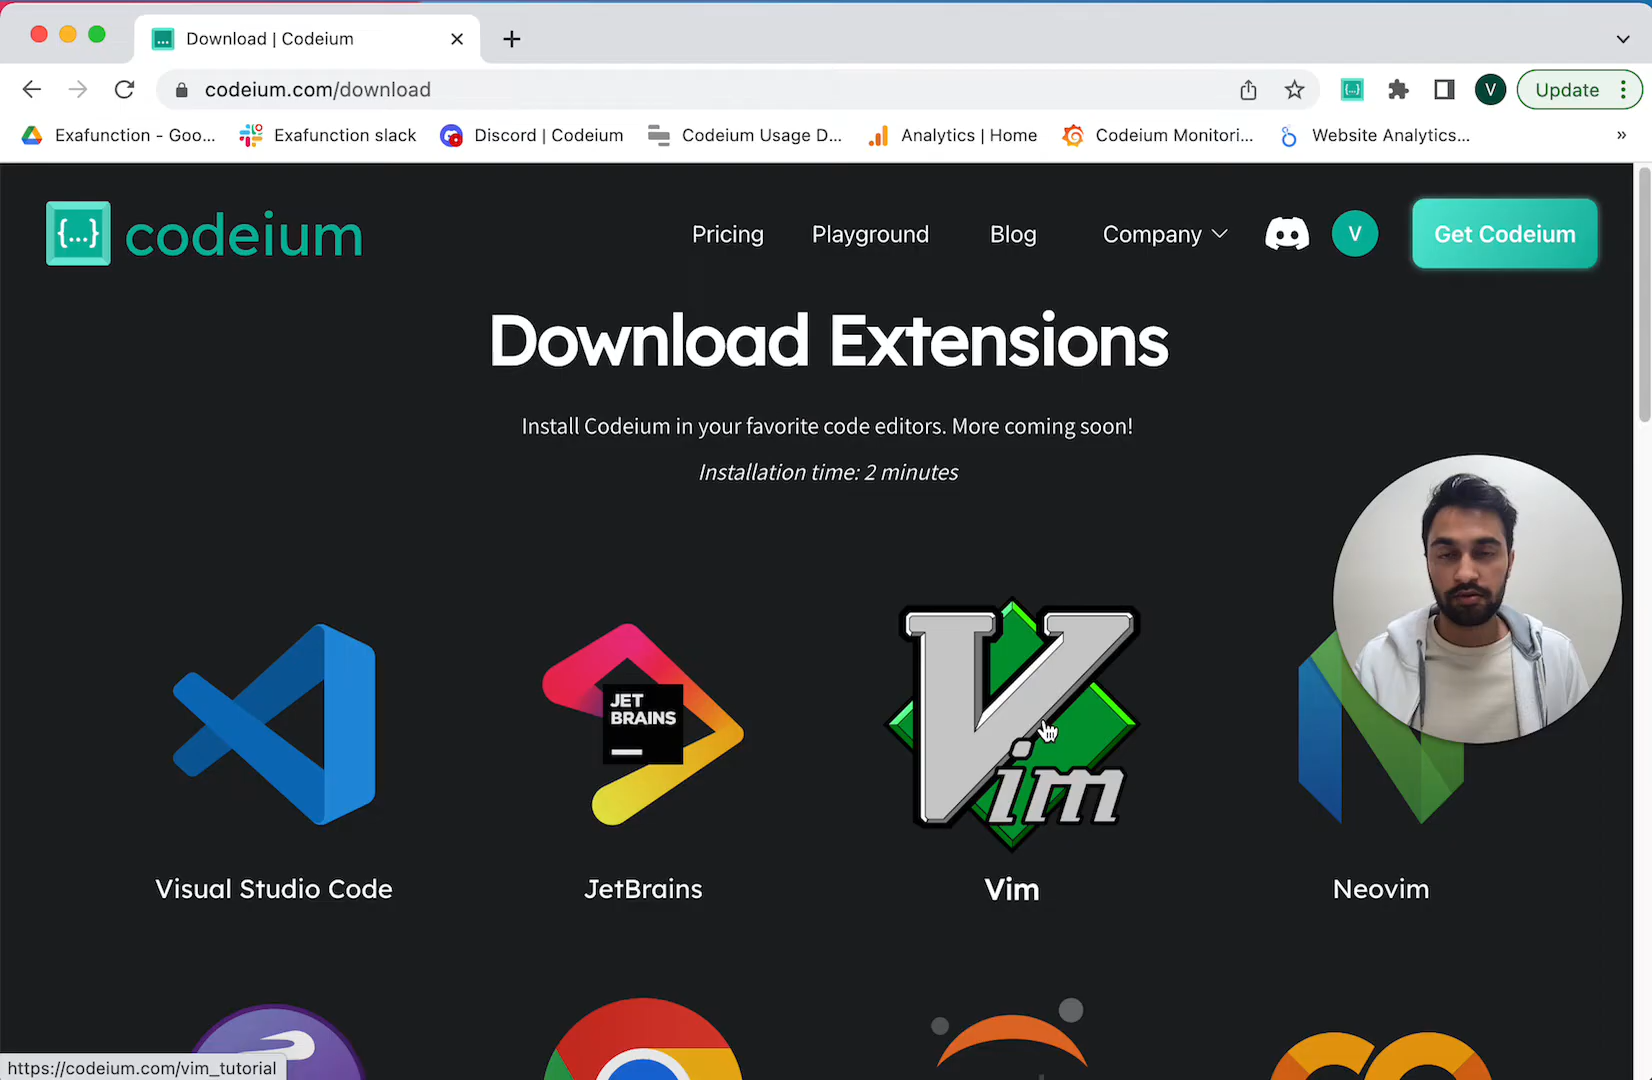 Download | Codeium
codeium.com/download
V
Update
Exafunction - Goo...
Exafunction slack
Discord | Codeium
Codeium Usage D...
Analytics | Home
Codeium Monitori...
Website Analytics...
»
{...} codeium
Pricing
Playground
Blog
Company
V
Get Codeium
Download Extensions
Install Codeium in your favorite code editors. More coming soon!
Installation time: 2 minutes
JET
BRAINS
Vim
Visual Studio Code
JetBrains
Vim
Neovim
https://codeium.com/vim_tutorial